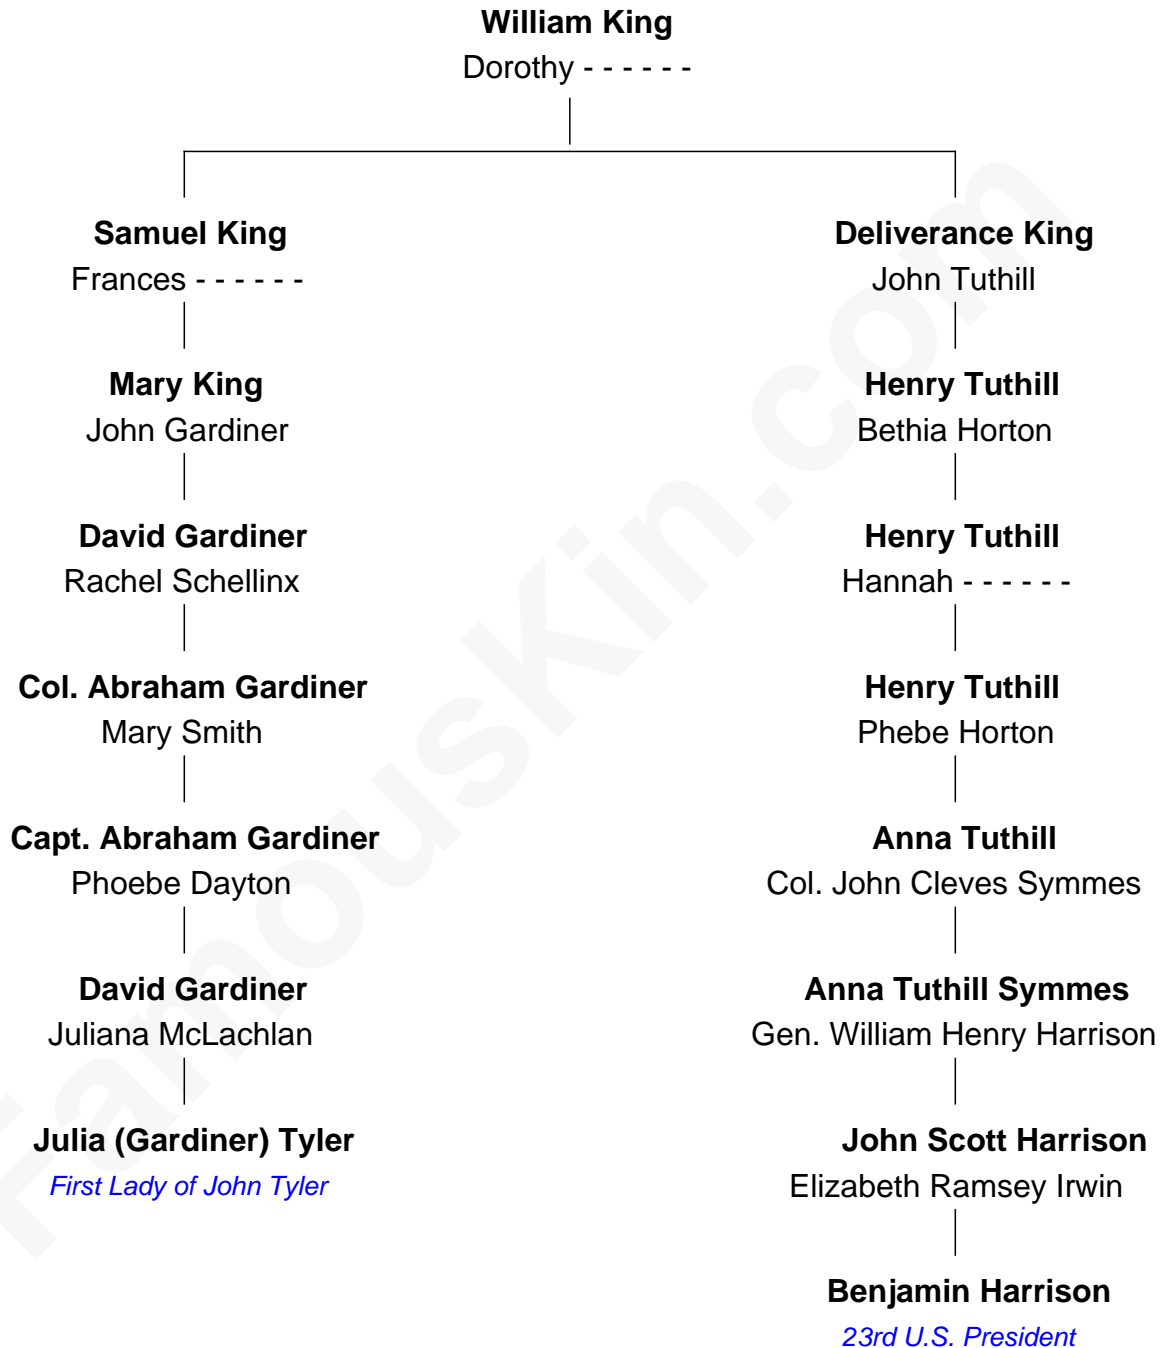 William King
Dorothy - - - - - -
Samuel King
Frances - - - - - -
Deliverance King
John Tuthill
Mary King
John Gardiner
Henry Tuthill
Bethia Horton
David Gardiner
Rachel Schellinx
Henry Tuthill
Hannah - - - - - -
Col. Abraham Gardiner
Mary Smith
Henry Tuthill
Phebe Horton
Capt. Abraham Gardiner
Phoebe Dayton
Anna Tuthill
Col. John Cleves Symmes
David Gardiner
Juliana McLachlan
Anna Tuthill Symmes
Gen. William Henry Harrison
Julia (Gardiner) Tyler
First Lady of John Tyler
John Scott Harrison
Elizabeth Ramsey Irwin
Benjamin Harrison
23rd U.S. President
FamousKin.com